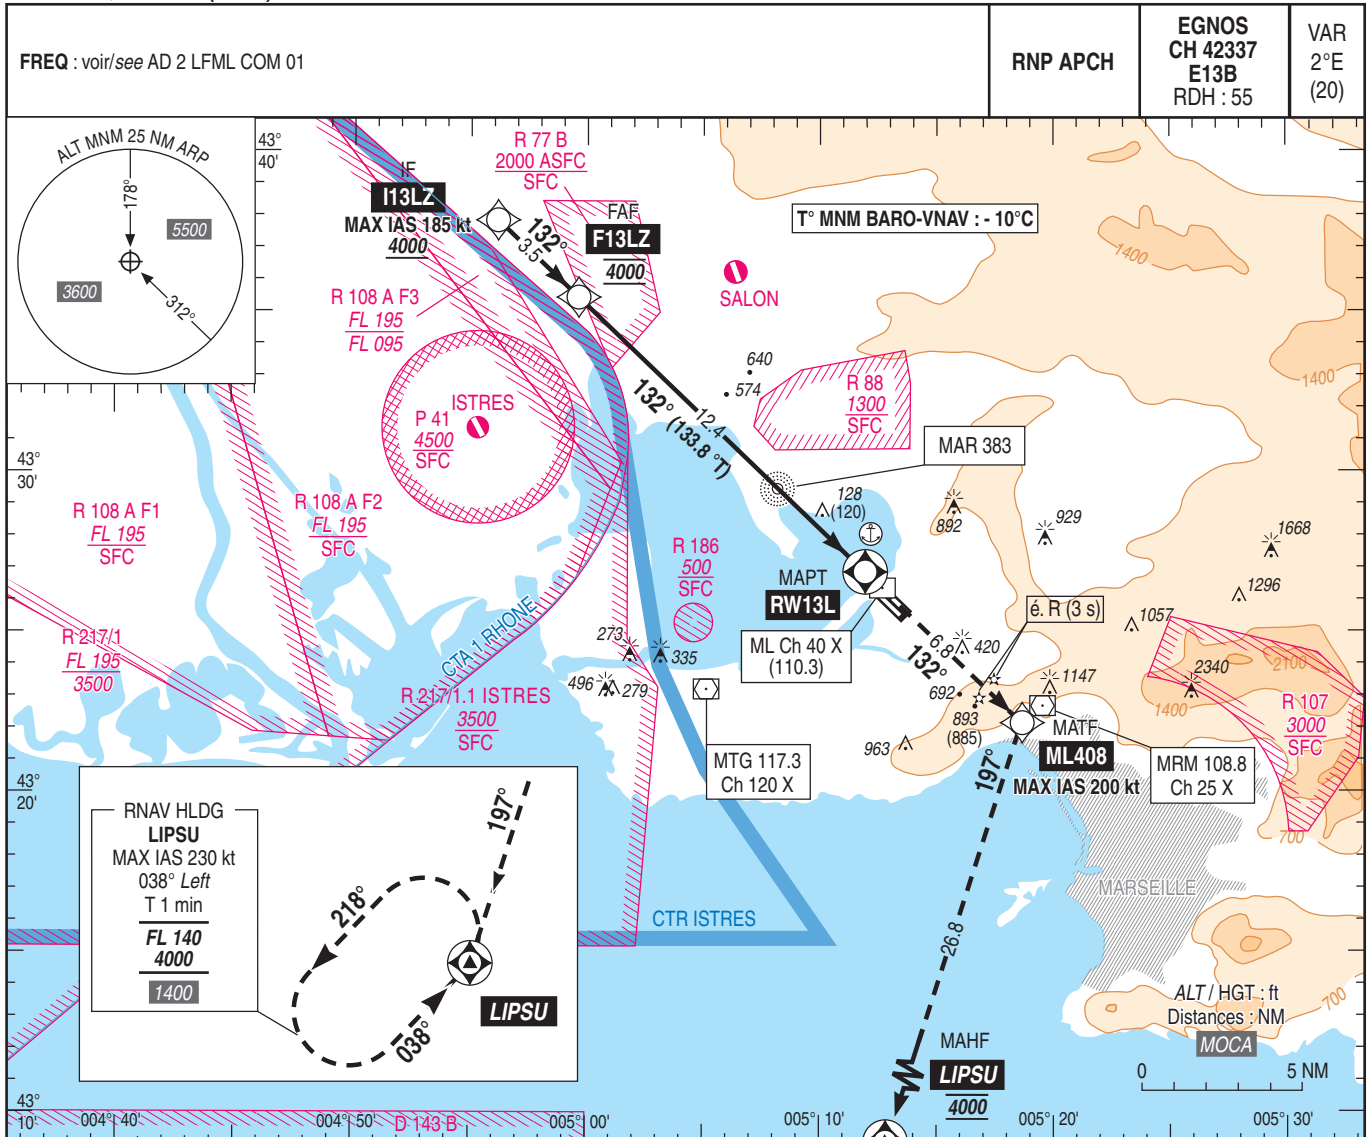 FREQ : voir/see AD 2 LFML COM 01
RNP APCH
EGNOS
CH 42337
E13B
RDH : 55
VAR
2°E
(20)
ALT MNM 25 NM ARP
178°
5500
3600
312°
43°
40'
IF
I13LZ
MAX IAS 185 kt
4000
R 77 B
2000 ASFC
SFC
132°
3.5
FAF
F13LZ
4000
T° MNM BARO-VNAV : - 10°C
1400
SALON
R 108 A F3
FL 195
FL 095
640
574
R 88
1300
SFC
1400
P 41
4500
SFC
ISTRES
132°
(133.8 °T)
12.4
MAR 383
43°
30'
R 108 A F1
FL 195
SFC
R 108 A F2
FL 195
SFC
128
(120)
892
929
1668
R 186
500
SFC
MAPT
RW13L
1296
é. R (3 s)
1057
CTA 1 RHONE
R 217/1
FL 195
3500
273
335
ML Ch 40 X
(110.3)
6.8
132°
420
2100
R 217/1.1 ISTRES
3500
SFC
496
279
692
893
(885)
1147
2340
1400
R 107
3000
SFC
963
MATF
ML408
MAX IAS 200 kt
MTG 117.3
Ch 120 X
MRM 108.8
Ch 25 X
43°
20'
197°
700
RNAV HLDG
LIPSU
MAX IAS 230 kt
038° Left
T 1 min
FL 140
4000
1400
197°
218°
038°
LIPSU
MARSEILLE
CTR ISTRES
26.8
ALT / HGT : ft
Distances : NM
MOCA
700
MAHF
LIPSU
4000
0
5 NM
43°
10'
004° 40'
004° 50'
D 143 B
005° 00'
005° 10'
005° 20'
005° 30'